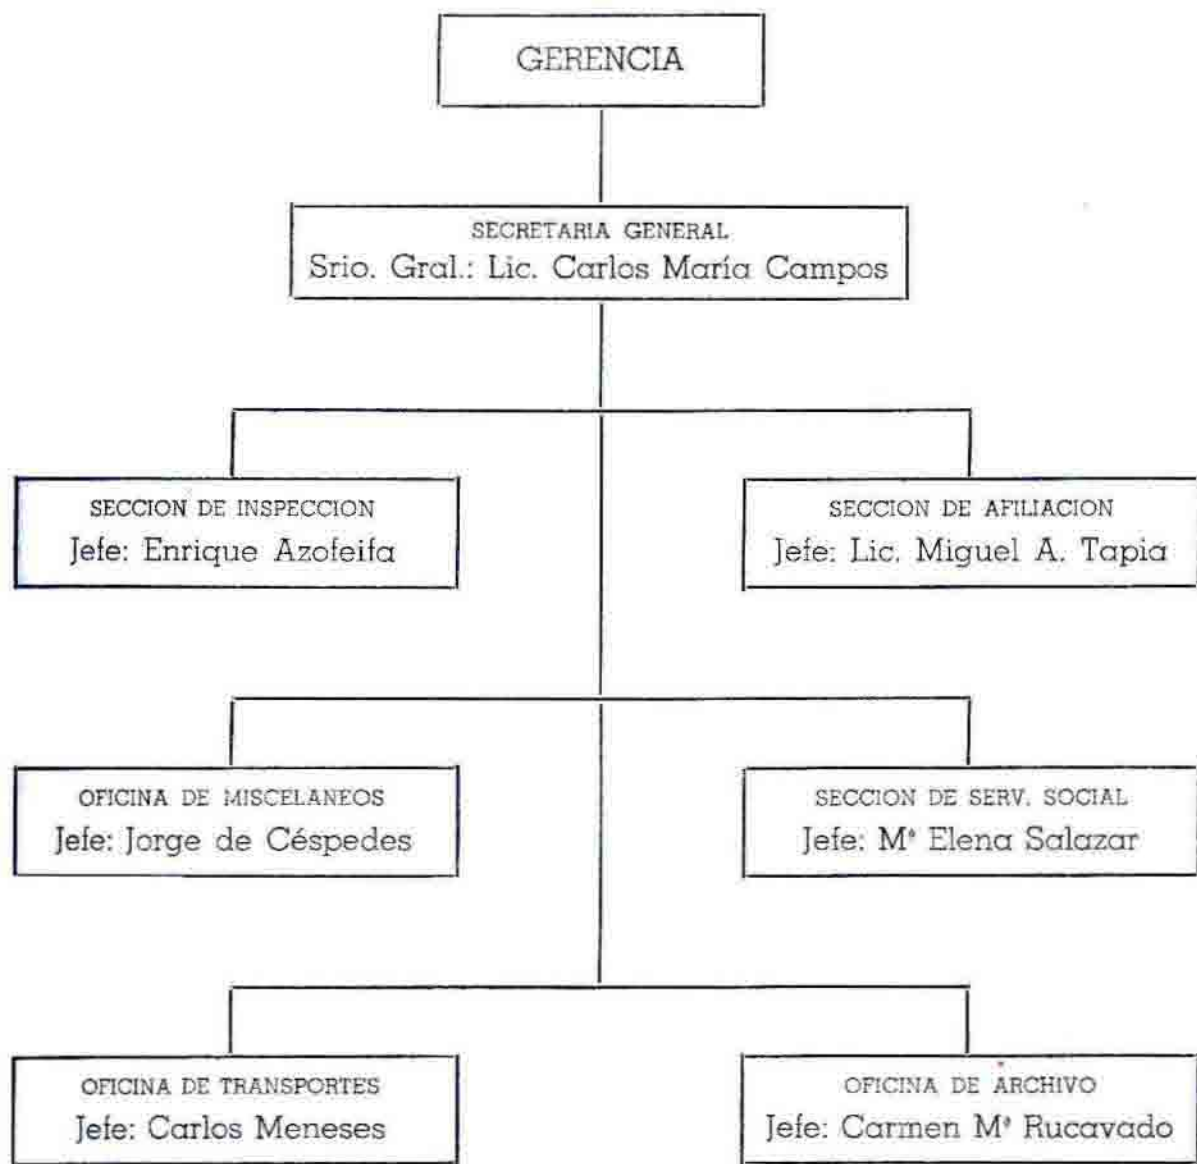 GERENCIA
SECRETARIA GENERAL
Srio. Gral.: Lic. Carlos María Campos
SECCION DE INSPECCION
Jefe: Enrique Azofeifa
SECCION DE AFILIACION
Jefe: Lic. Miguel A. Tapia
OFICINA DE MISCELANEOS
Jefe: Jorge de Céspedes
SECCION DE SERV. SOCIAL
Jefe: Mª Elena Salazar
OFICINA DE TRANSPORTES
Jefe: Carlos Meneses
OFICINA DE ARCHIVO
Jefe: Carmen Mª Rucavado